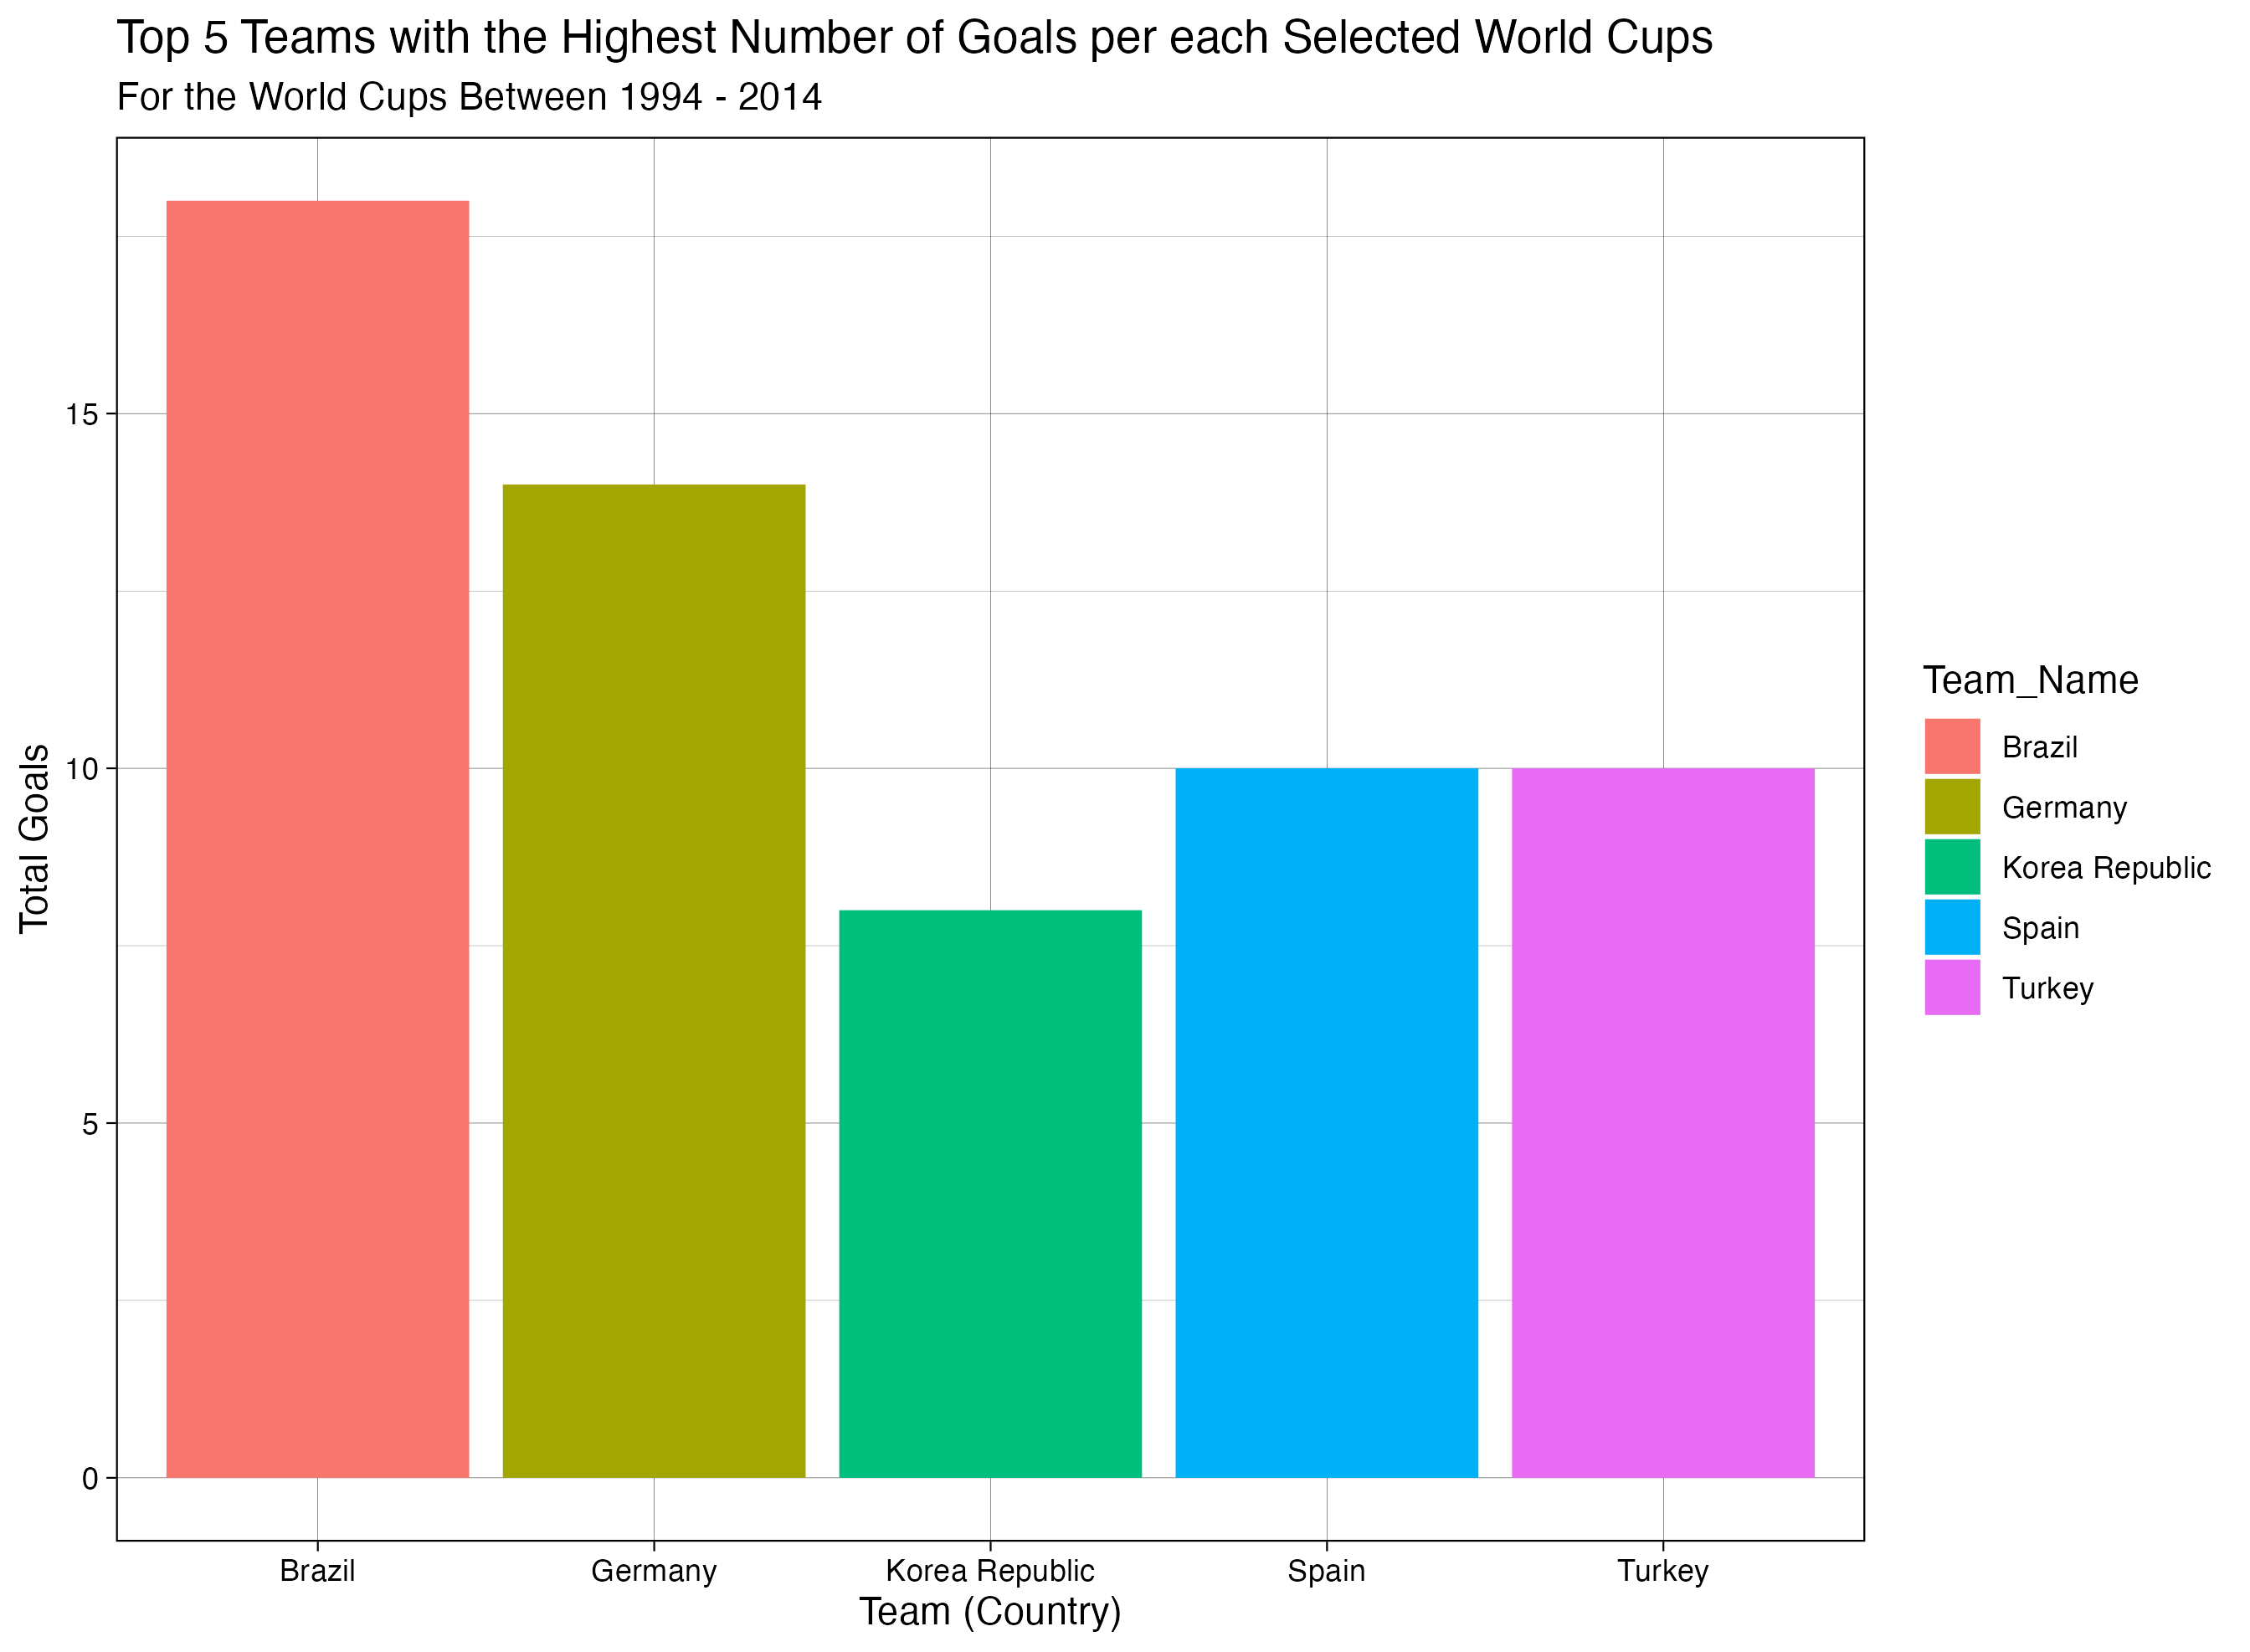 Top 5 Teams with the Highest Number of Goals per each Selected World Cups
For the World Cups Between 1994 - 2014
Total Goals
15
10
5
0
Brazil
Germany
Korea Republic
Spain
Turkey
Team (Country)
Team_Name
Brazil
Germany
Korea Republic
Spain
Turkey